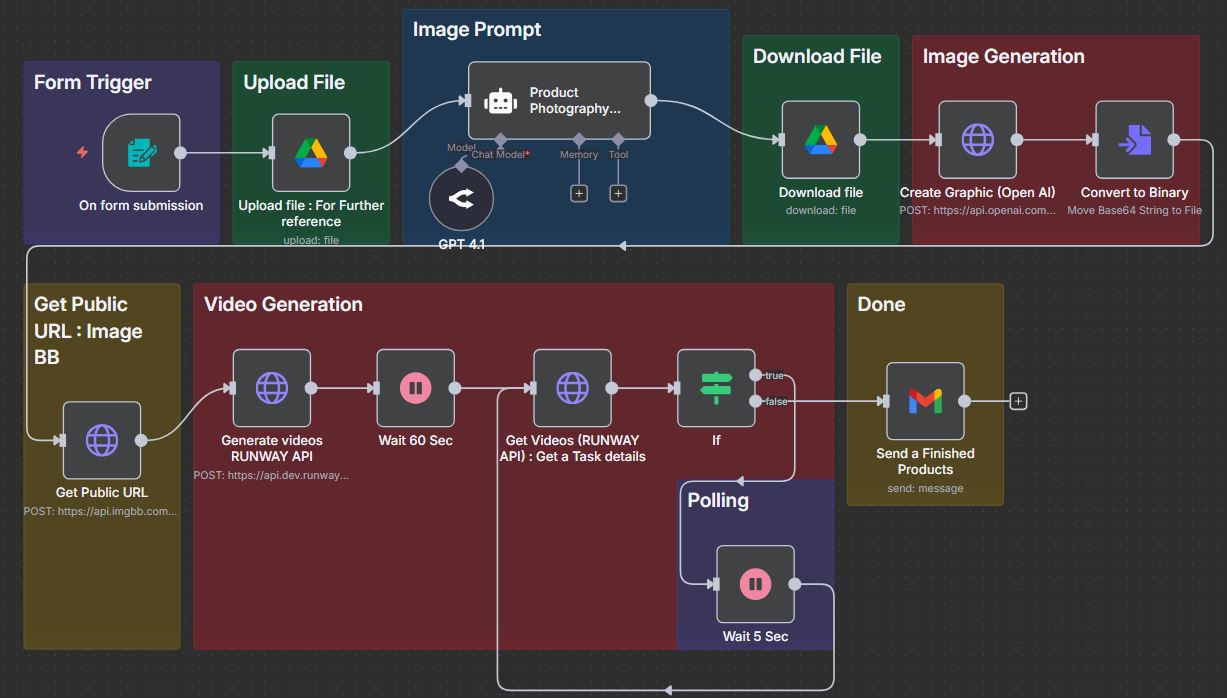 Form Trigger
On form submission
Upload File
Upload file : For Further
reference
upload: file
Image Prompt
Product
Photography...
Model
Chat Model*
Memory
Tool
GPT 4.1
Download File
Download file
download: file
Image Generation
Create Graphic (Open AI)
POST: https://api.openai.com...
Convert to Binary
Move Base64 String to File
Get Public
URL : Image
BB
Get Public URL
POST: https://api.imgbb.com...
Video Generation
Generate videos
RUNWAY API
POST: https://api.dev.runway...
Wait 60 Sec
Get Videos (RUNWAY
API) : Get a Task details
If
true
false
Polling
Wait 5 Sec
Done
Send a Finished
Products
send: message